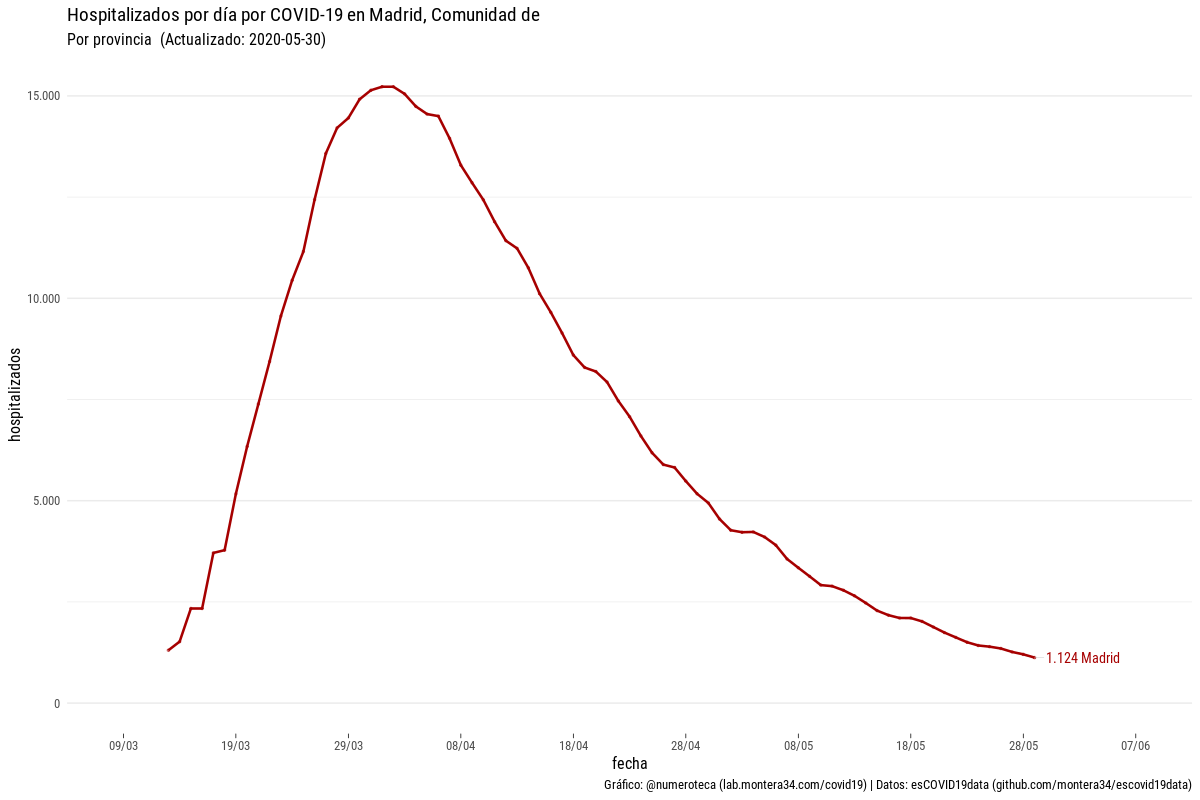 Hospitalizados por día por COVID-19 en Madrid, Comunidad de
Por provincia  (Actualizado: 2020-05-30)
hospitalizados
15.000
10.000
5.000
0
1.124 Madrid
09/03
19/03
29/03
08/04
18/04
28/04
08/05
18/05
28/05
07/06
fecha
Gráfico: @numeroteca (lab.montera34.com/covid19) | Datos: esCOVID19data (github.com/montera34/escovid19data)